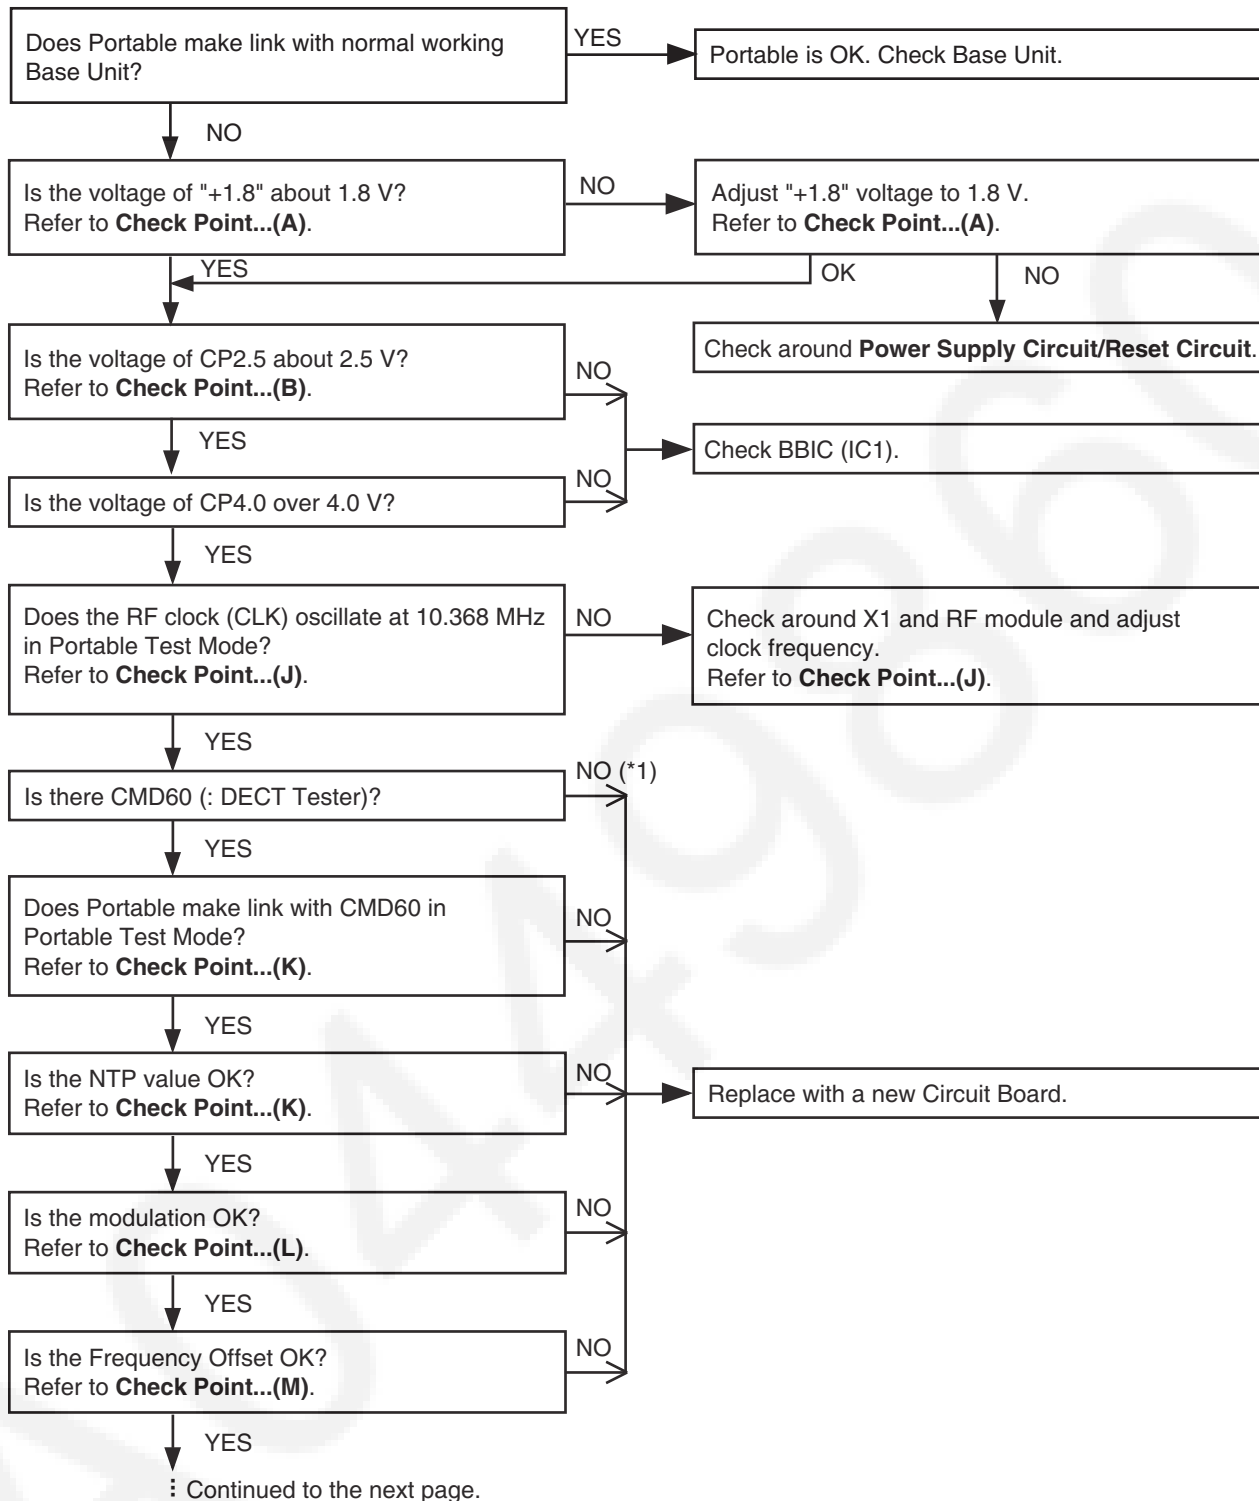 Does Portable make link with normal working
Base Unit?
YES
Portable is OK. Check Base Unit.
NO
Is the voltage of "+1.8" about 1.8 V?
Refer to Check Point...(A).
NO
Adjust "+1.8" voltage to 1.8 V.
Refer to Check Point...(A).
YES
OK
NO
Is the voltage of CP2.5 about 2.5 V?
Refer to Check Point...(B).
NO
Check around Power Supply Circuit/Reset Circuit.
YES
Check BBIC (IC1).
Is the voltage of CP4.0 over 4.0 V?
NO
YES
Does the RF clock (CLK) oscillate at 10.368 MHz
in Portable Test Mode?
Refer to Check Point...(J).
NO
Check around X1 and RF module and adjust
clock frequency.
Refer to Check Point...(J).
YES
Is there CMD60 (: DECT Tester)?
NO (*1)
YES
Does Portable make link with CMD60 in
Portable Test Mode?
Refer to Check Point...(K).
NO
YES
Is the NTP value OK?
Refer to Check Point...(K).
NO
Replace with a new Circuit Board.
YES
Is the modulation OK?
Refer to Check Point...(L).
NO
YES
Is the Frequency Offset OK?
Refer to Check Point...(M).
NO
YES
Continued to the next page.